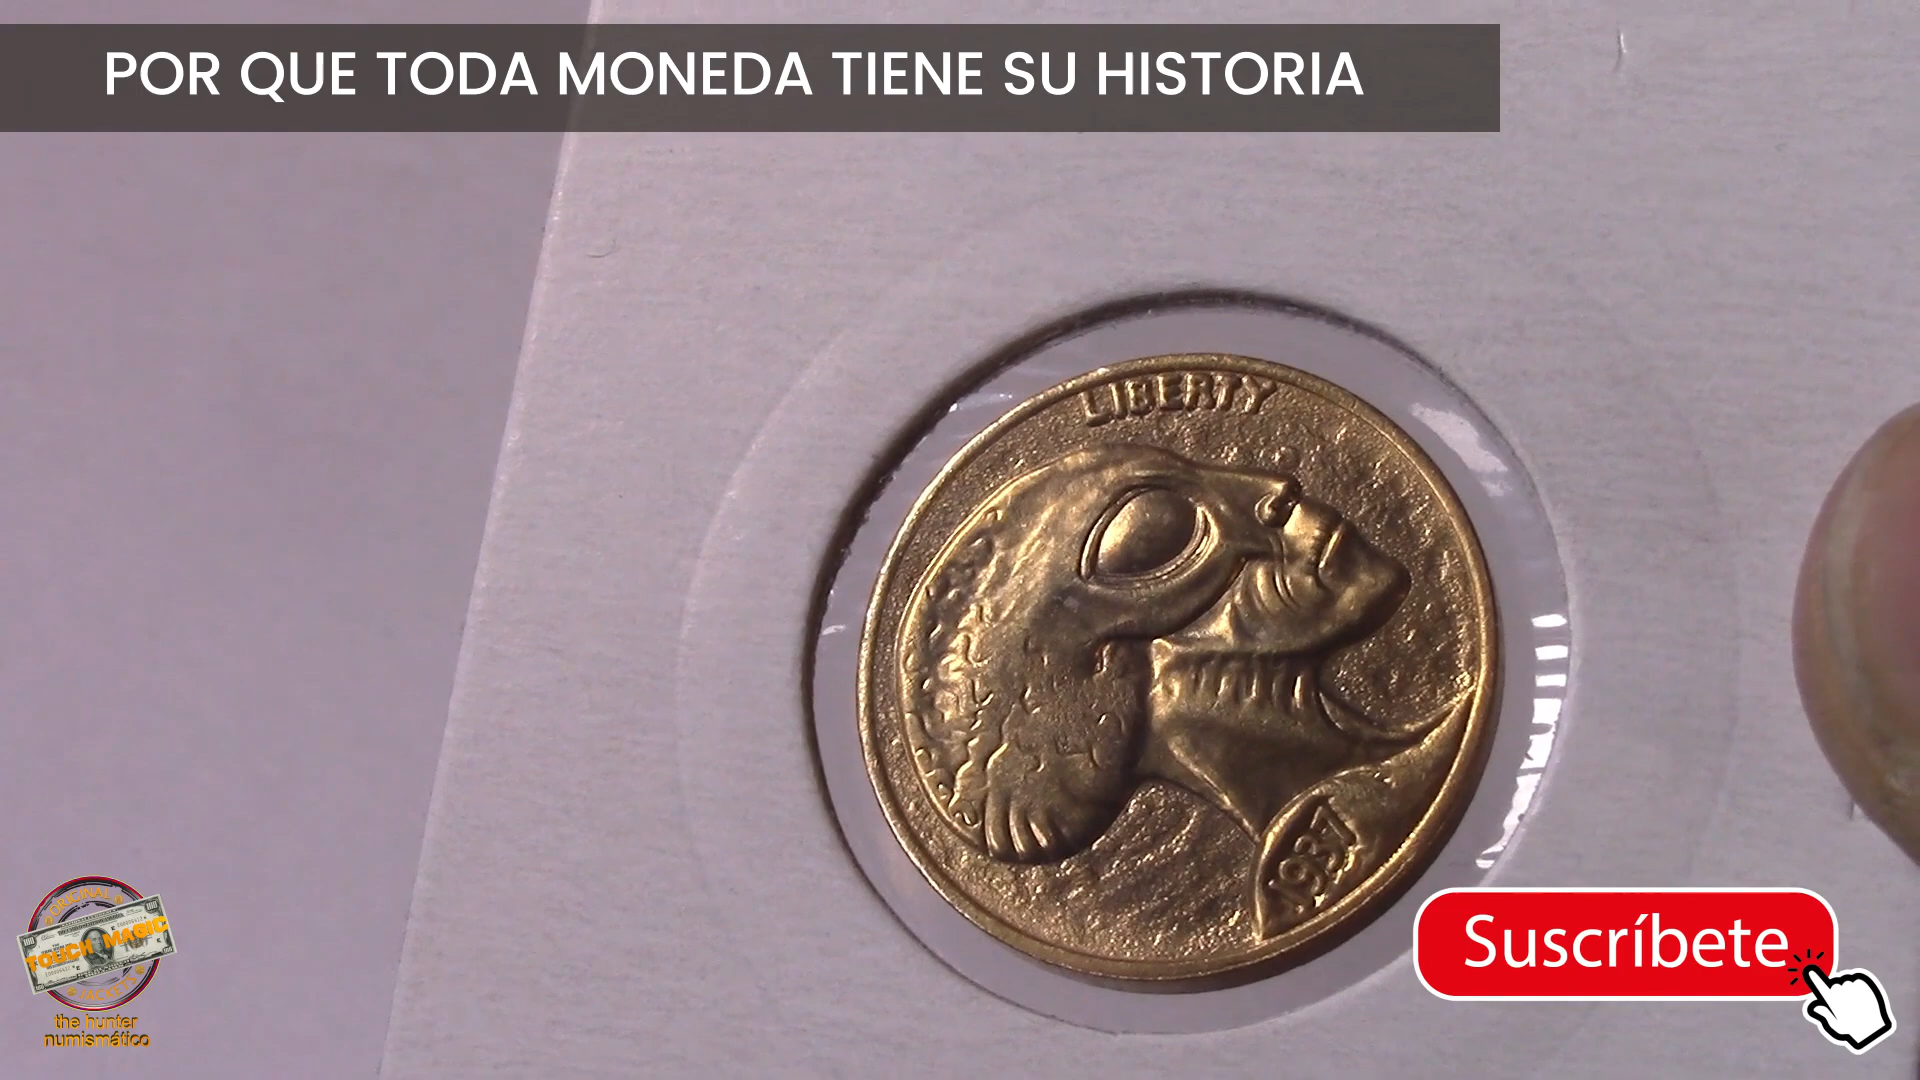 POR QUE TODA MONEDA TIENE SU HISTORIA
LIBERTY
1937
Suscríbete
ORIGINAL
TOUCH MAGIC
JACKETS
the hunter
numismático